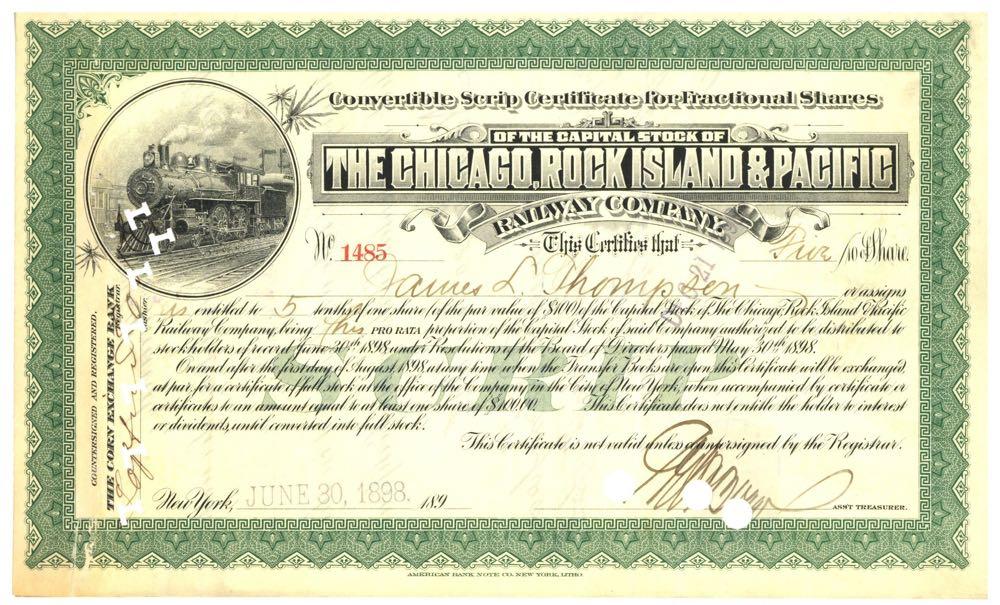 Convertible Scrip Certificate for Fractional Shares
OF THE CAPITAL STOCK OF
THE CHICAGO, ROCK ISLAND & PACIFIC
RAILWAY COMPANY.
No. 1485 This Certifies that Five /10 Share.
James L. Thompson or assigns
is entitled to 5 tenths of one share (of the par value of $100) of the Capital Stock of The Chicago, Rock Island & Pacific
Railway Company, being his PRO RATA proportion of the Capital Stock of said Company authorized to be distributed to
stockholders of record June 30th 1898 under Resolutions of the Board of Directors passed May 30th 1898.
On and after the first day of August 1898, at any time when the Transfer Books are open, this Certificate will be exchanged,
at par, for a certificate of full stock at the office of the Company in the City of New York, when accompanied by certificate or
certificates to an amount equal to at least one share of $100.00. This Certificate does not entitle the holder to interest
or dividends, until converted into full stock.
SCRIP
This Certificate is not valid unless countersigned by the Registrar.
New York, JUNE 30, 1898. 189
ASS'T TREASURER.
COUNTERSIGNED AND REGISTERED.
THE CORN EXCHANGE BANK
Registrar.
Cashier.
AMERICAN BANK NOTE CO. NEW YORK, LITHO.